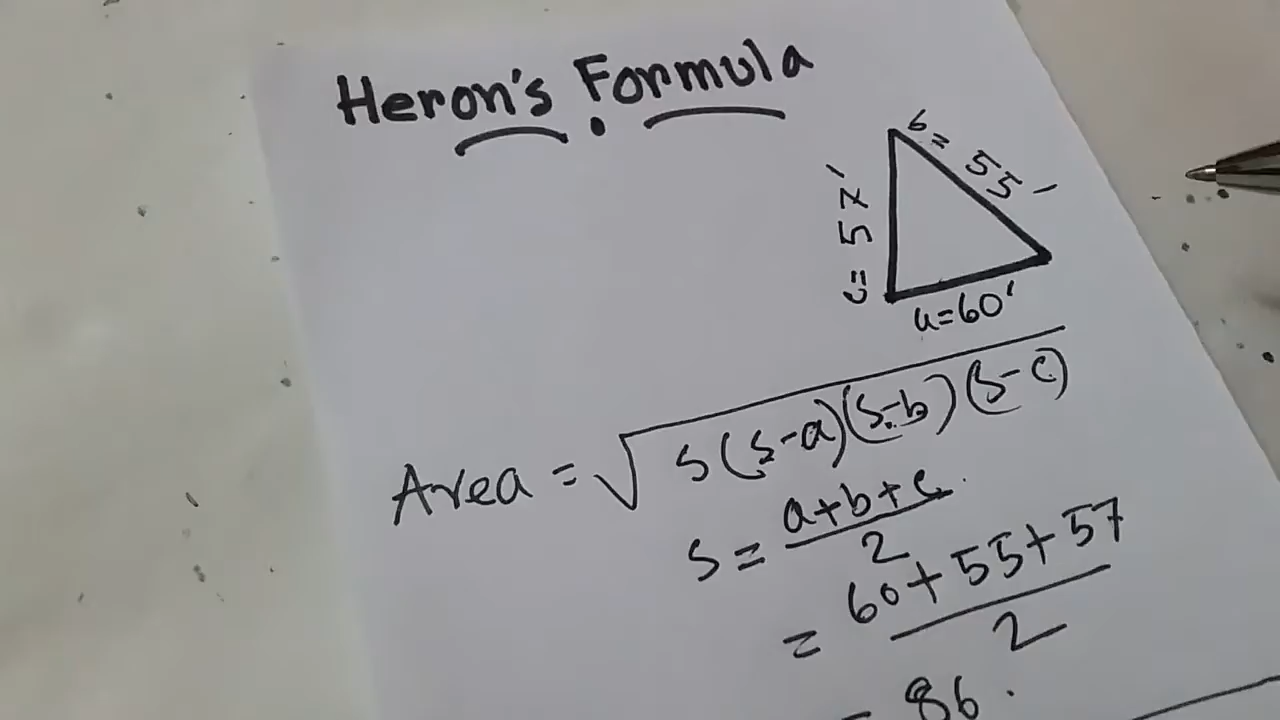 Heron's Formula
b = 55'
c = 57'
a=60'
Area = √s(s-a)(s-b)(s-c)
s = a+b+c
2
= 60+55+57
2
= 86.